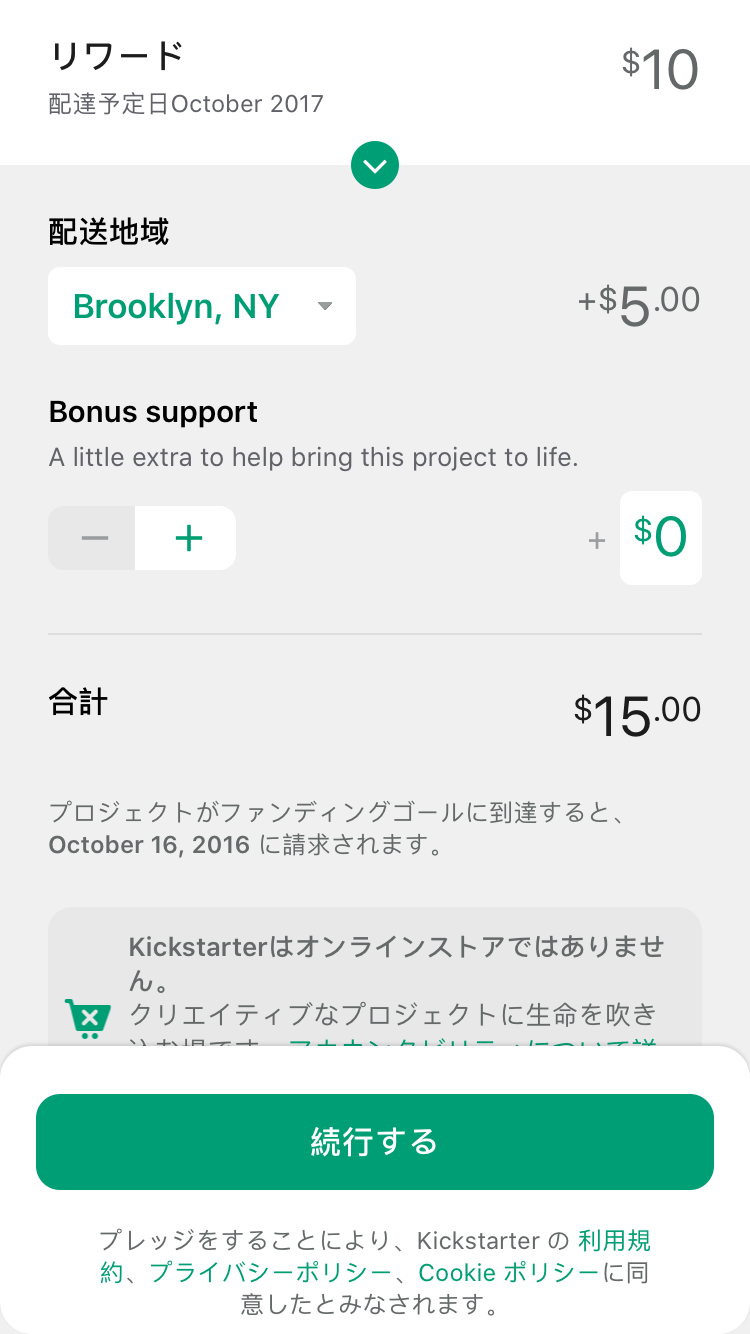 リワード
$10
配達予定日October 2017
配送地域
Brooklyn, NY
+$5.00
Bonus support
A little extra to help bring this project to life.
+ $0
合計
$15.00
プロジェクトがファンディングゴールに到達すると、
October 16, 2016 に請求されます。
Kickstarterはオンラインストアではありませ
ん。
クリエイティブなプロジェクトに生命を吹き
続行する
プレッジをすることにより、Kickstarter の 利用規
約、プライバシーポリシー、Cookie ポリシーに同
意したとみなされます。